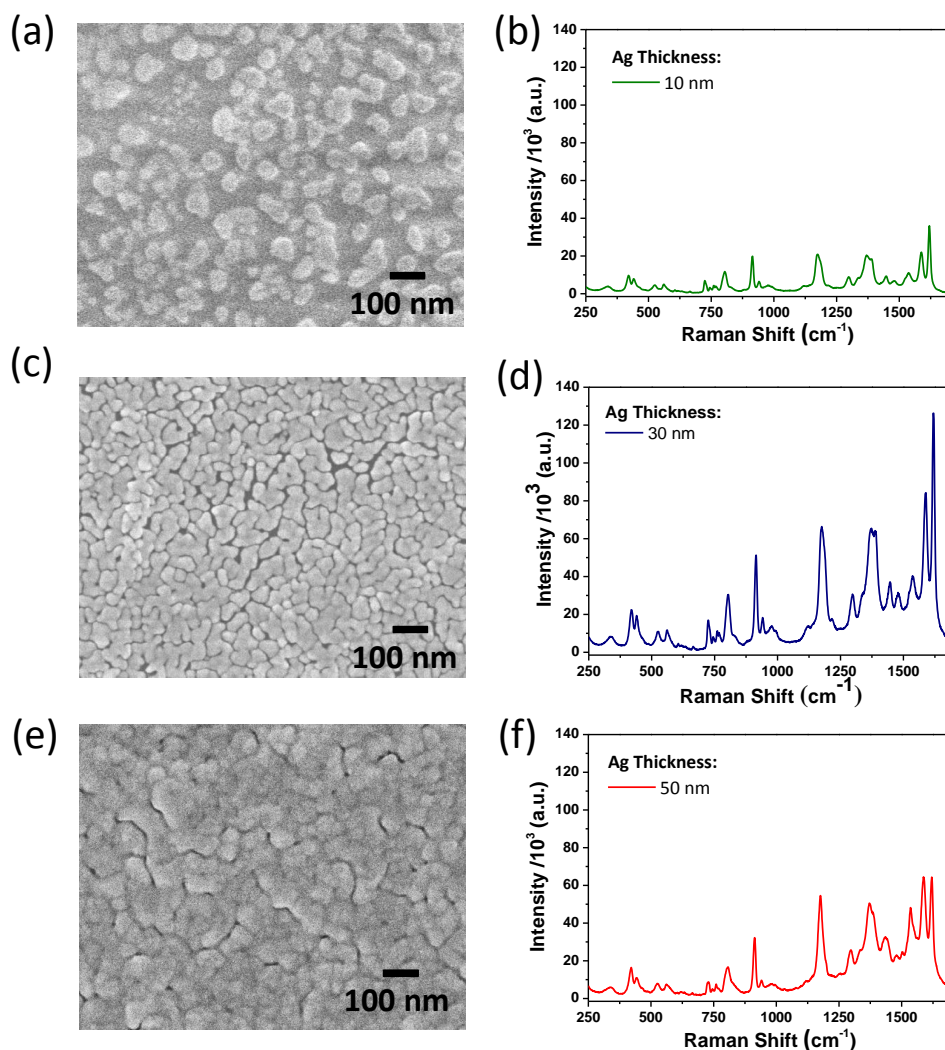 (a)
100 nm
(b)
Intensity /10³ (a.u.)
140
120
100
80
60
40
20
0
Ag Thickness:
10 nm
250 500 750 1000 1250 1500
Raman Shift (cm⁻¹)
(c)
100 nm
(d)
Intensity /10³ (a.u.)
140
120
100
80
60
40
20
0
Ag Thickness:
30 nm
250 500 750 1000 1250 1500
Raman Shift (cm⁻¹)
(e)
100 nm
(f)
Intensity /10³ (a.u.)
140
120
100
80
60
40
20
0
Ag Thickness:
50 nm
250 500 750 1000 1250 1500
Raman Shift (cm⁻¹)